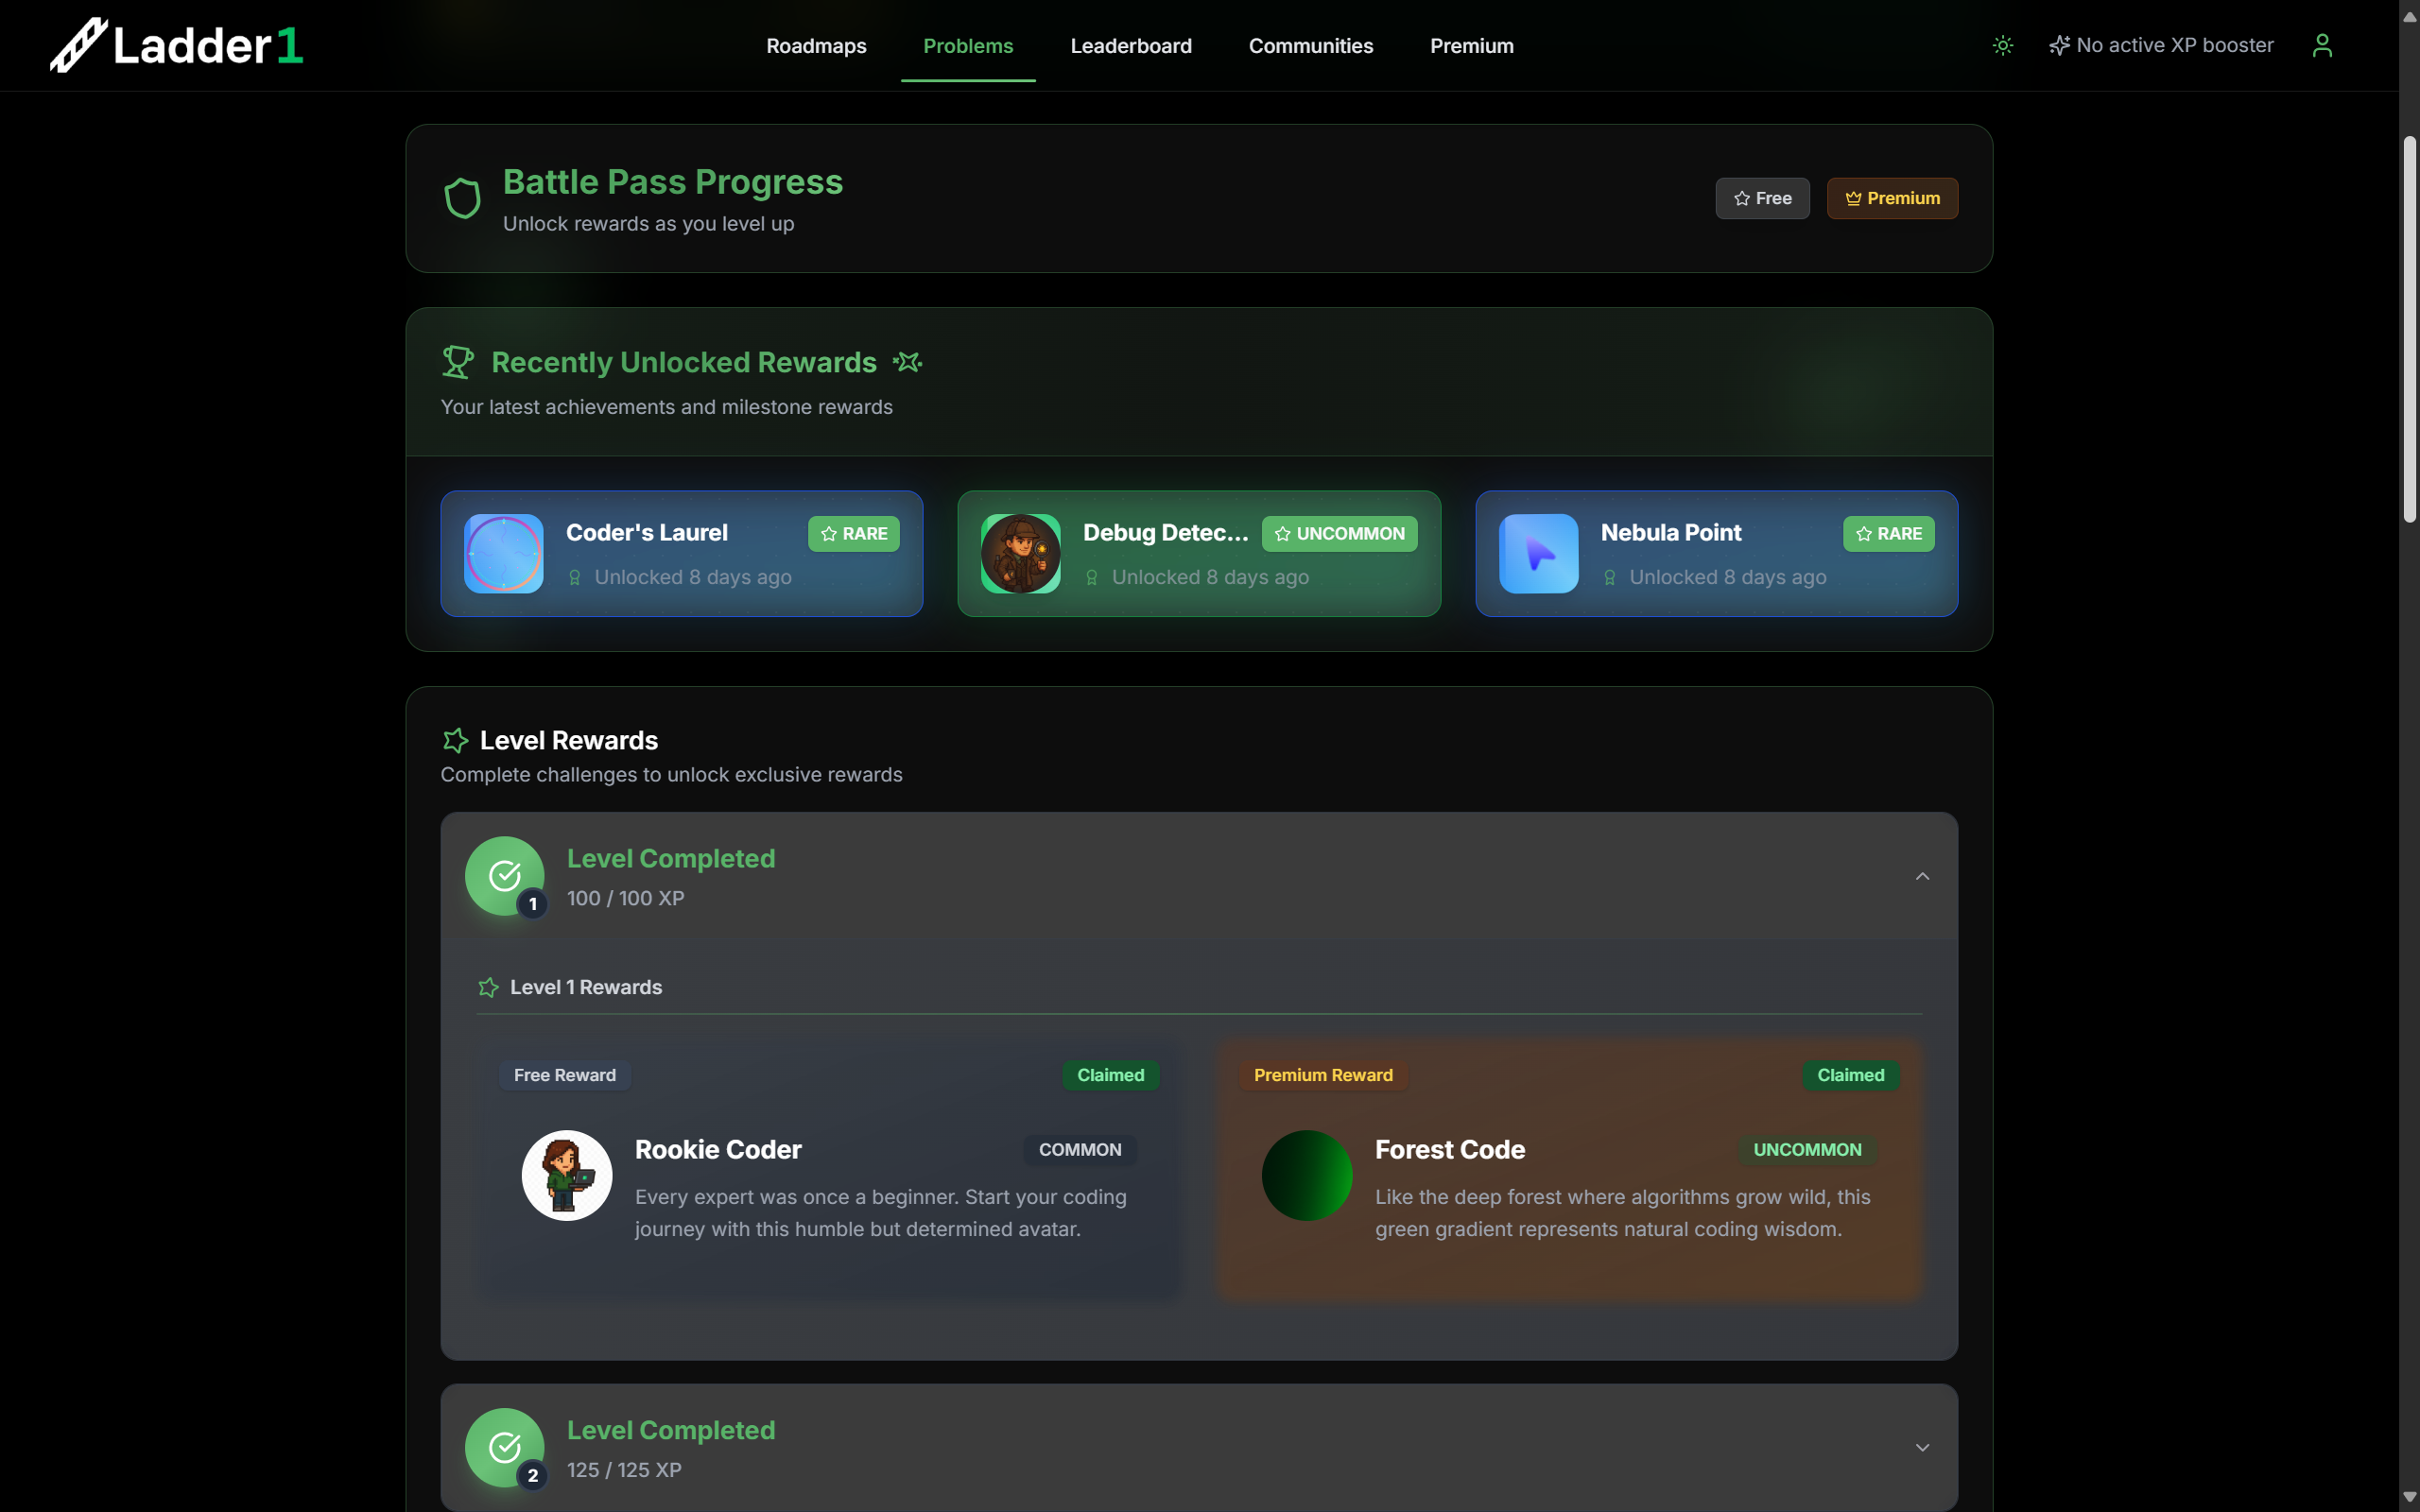 Ladder1
Roadmaps
Problems
Leaderboard
Communities
Premium
No active XP booster
Battle Pass Progress
Unlock rewards as you level up
Free
Premium
Recently Unlocked Rewards
Your latest achievements and milestone rewards
Coder's Laurel
RARE
Unlocked 8 days ago
Debug Detec...
UNCOMMON
Unlocked 8 days ago
Nebula Point
RARE
Unlocked 8 days ago
Level Rewards
Complete challenges to unlock exclusive rewards
Level Completed
1
100 / 100 XP
Level 1 Rewards
Free Reward
Claimed
Rookie Coder
COMMON
Every expert was once a beginner. Start your coding
journey with this humble but determined avatar.
Premium Reward
Claimed
Forest Code
UNCOMMON
Like the deep forest where algorithms grow wild, this
green gradient represents natural coding wisdom.
Level Completed
2
125 / 125 XP